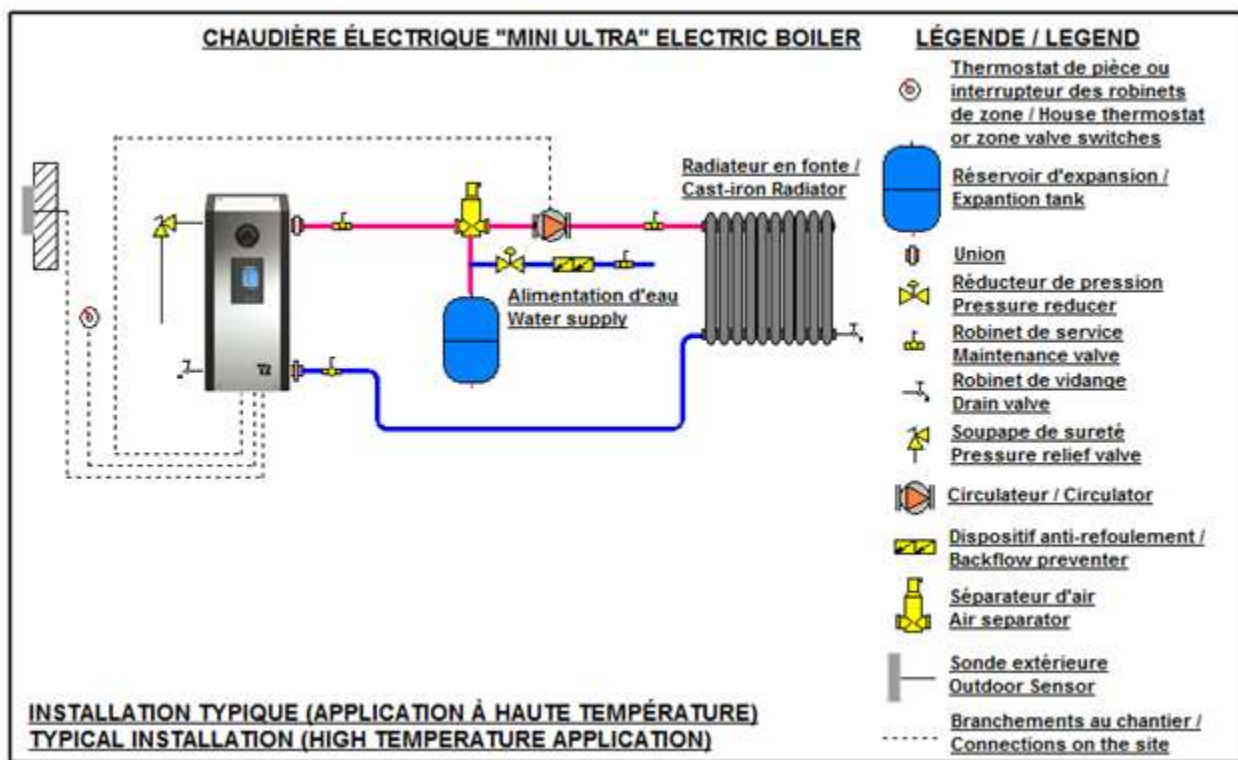 CHAUDIÈRE ÉLECTRIQUE "MINI ULTRA" ELECTRIC BOILER
LÉGENDE / LEGEND
Thermostat de pièce ou
interrupteur des robinets
de zone / House thermostat
or zone valve switches
Radiateur en fonte /
Cast-iron Radiator
Réservoir d'expansion /
Expantion tank
Union
Réducteur de pression
Pressure reducer
Alimentation d'eau
Water supply
Robinet de service
Maintenance valve
Robinet de vidange
Drain valve
Soupape de sureté
Pressure relief valve
Circulateur / Circulator
Dispositif anti-refoulement /
Backflow preventer
Séparateur d'air
Air separator
Sonde extérieure
Outdoor Sensor
Branchements au chantier /
Connections on the site
INSTALLATION TYPIQUE (APPLICATION À HAUTE TEMPÉRATURE)
TYPICAL INSTALLATION (HIGH TEMPERATURE APPLICATION)